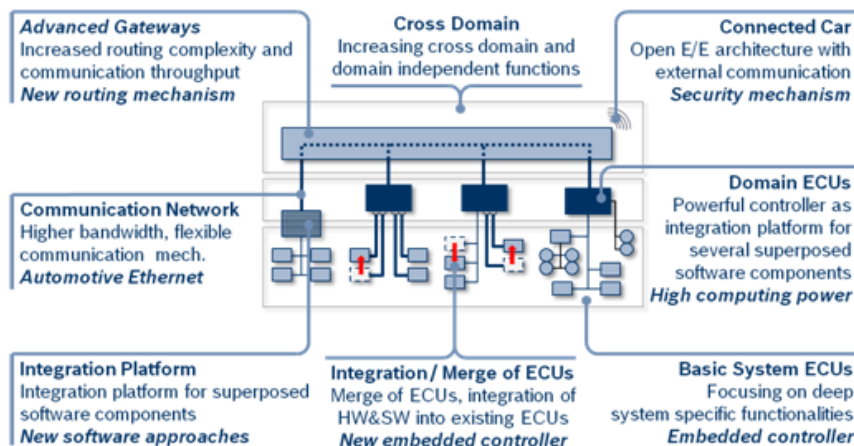 Advanced Gateways
Increased routing complexity and
communication throughput
New routing mechanism
Cross Domain
Increasing cross domain and
domain independent functions
Connected Car
Open E/E architecture with
external communication
Security mechanism
Communication Network
Higher bandwidth, flexible
communication mech.
Automotive Ethernet
Domain ECUs
Powerful controller as
integration platform for
several superposed
software components
High computing power
Integration Platform
Integration platform for superposed
software components
New software approaches
Integration / Merge of ECUs
Merge of ECUs, integration of
HW&SW into existing ECUs
New embedded controller
Basic System ECUs
Focusing on deep
system specific functionalities
Embedded controller